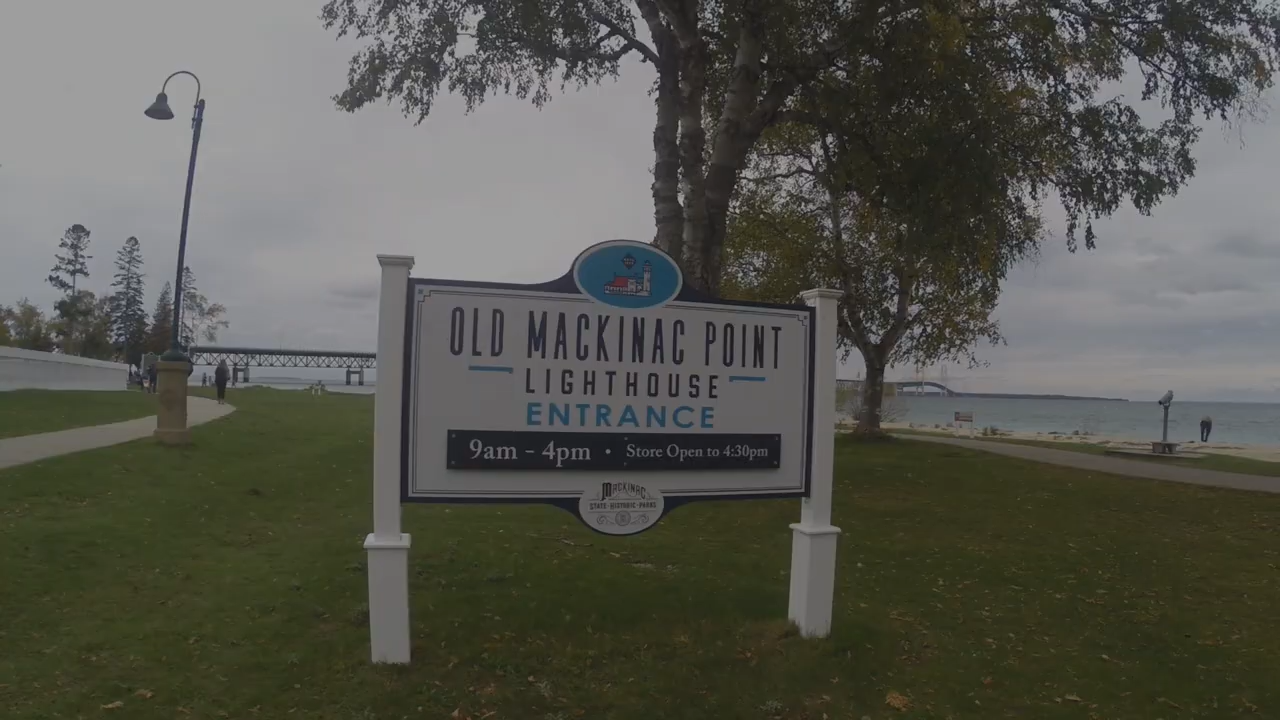 OLD MACKINAC POINT
LIGHTHOUSE
ENTRANCE
9am - 4pm • Store Open to 4:30pm
MACKINAC
STATE • HISTORIC • PARKS